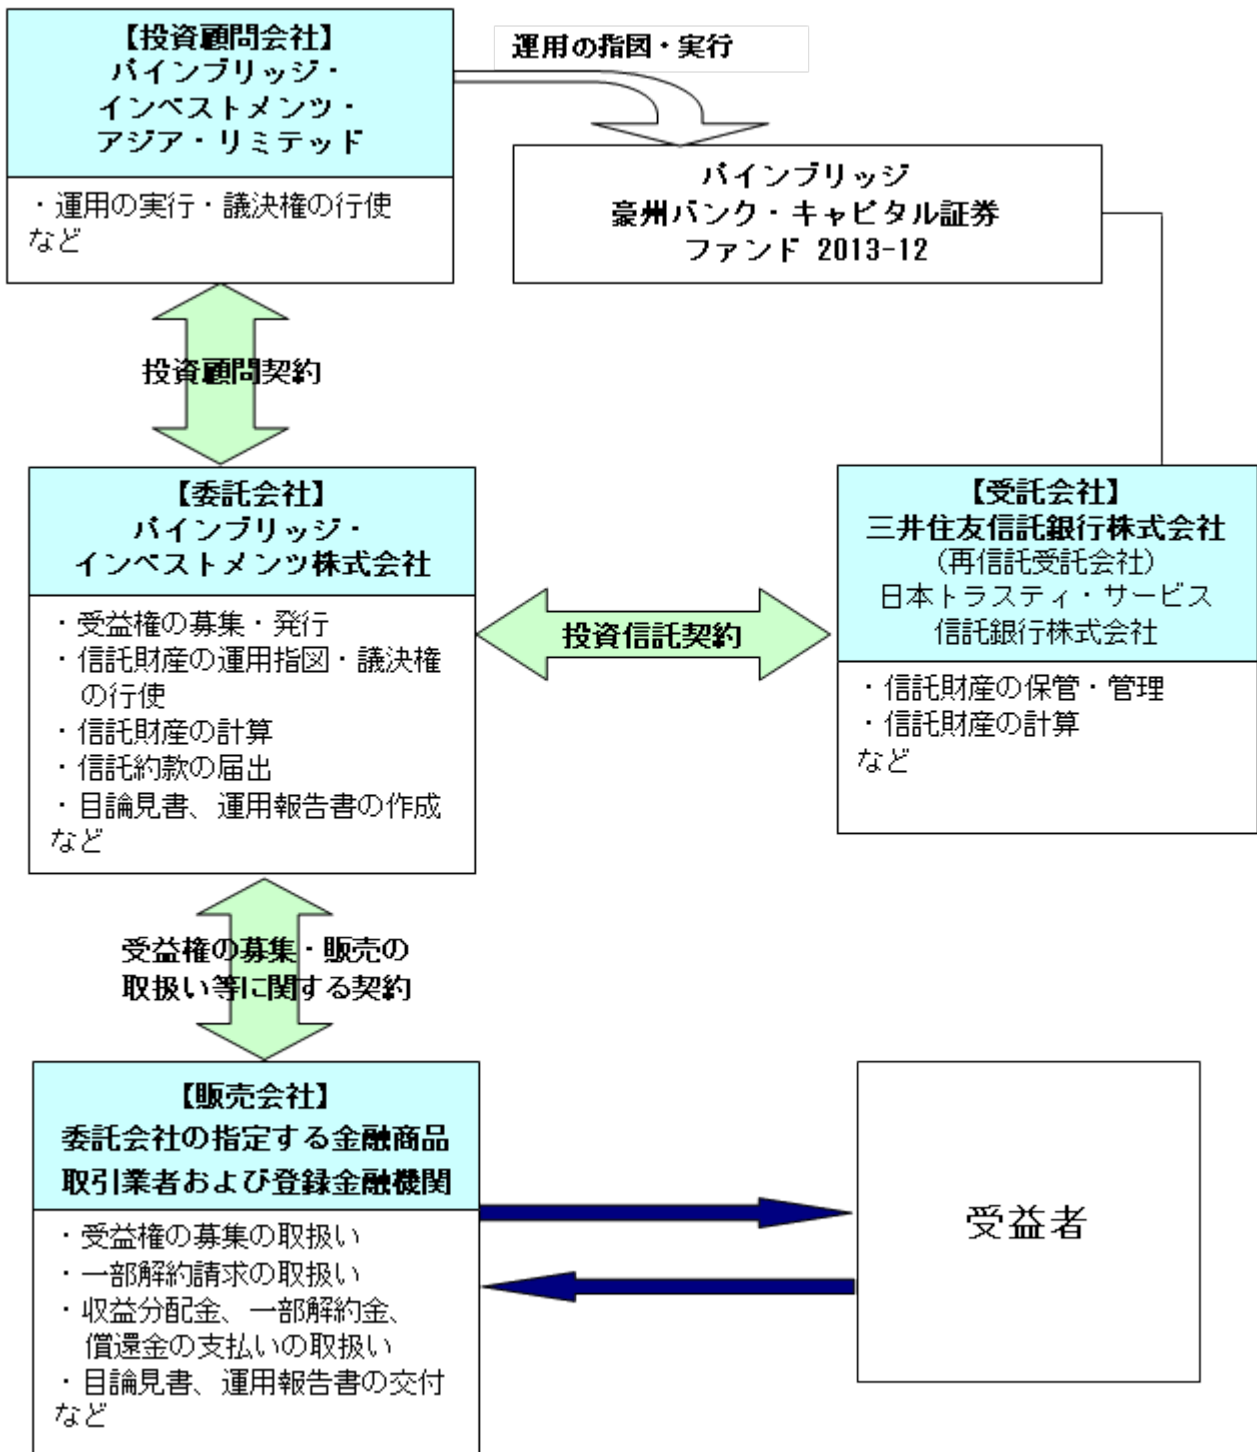 【投資顧問会社】
パインブリッジ・
インベストメンツ・
アジア・リミテッド
・運用の実行・議決権の行使
など
運用の指図・実行
パインブリッジ
豪州バンク・キャピタル証券
ファンド 2013-12
投資顧問契約
【委託会社】
パインブリッジ・
インベストメンツ株式会社
・受益権の募集・発行
・信託財産の運用指図・議決権
の行使
・信託財産の計算
・信託約款の届出
・目論見書、運用報告書の作成
など
投資信託契約
【受託会社】
三井住友信託銀行株式会社
(再信託受託会社)
日本トラスティ・サービス
信託銀行株式会社
・信託財産の保管・管理
・信託財産の計算
など
受益権の募集・販売の
取扱い等に関する契約
【販売会社】
委託会社の指定する金融商品
取引業者および登録金融機関
・受益権の募集の取扱い
・一部解約請求の取扱い
・収益分配金、一部解約金、
償還金の支払いの取扱い
・目論見書、運用報告書の交付
など
受益者